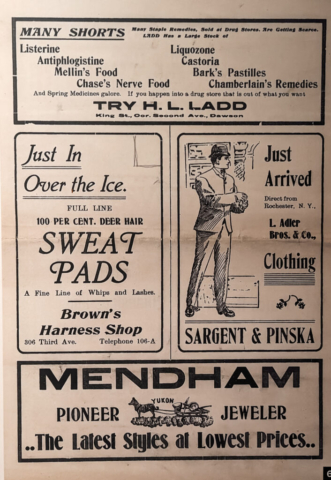 MANY SHORTS
Many Staple Remedies, Sold at Drug Stores, Are Getting Scarce.
LADD Has a Large Stock of
Listerine
Liquozone
Antiphlogistine
Castoria
Mellin's Food
Bark's Pastilles
Chase's Nerve Food
Chamberlain's Remedies
And Spring Medicines galore. If you happen into a drug store that is out of what you want
TRY H. L. LADD
King St., Cor. Second Ave., Dawson
Just In
Over the Ice.
FULL LINE
100 PER CENT. DEER HAIR
SWEAT
PADS
A Fine Line of Whips and Lashes.
Brown's
Harness Shop
306 Third Ave. Telephone 106-A
Just
Arrived
Direct from
Rochester, N. Y.,
L. Adler
Bros. & Co.,
Clothing
SARGENT & PINSKA
MENDHAM
PIONEER YUKON JEWELER
..The Latest Styles at Lowest Prices..